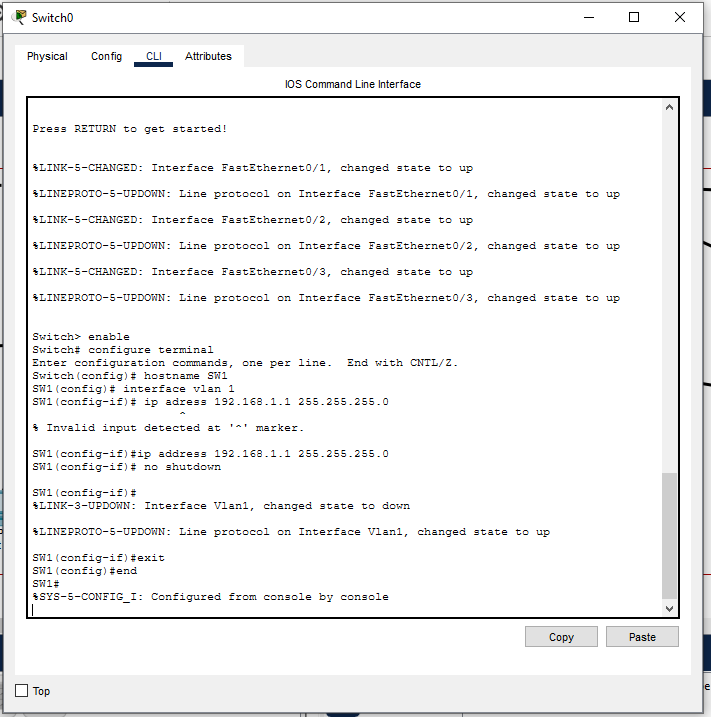 Switch0
Physical Config CLI Attributes
IOS Command Line Interface
Press RETURN to get started!
%LINK-5-CHANGED: Interface FastEthernet0/1, changed state to up
%LINEPROTO-5-UPDOWN: Line protocol on Interface FastEthernet0/1, changed state to up
%LINK-5-CHANGED: Interface FastEthernet0/2, changed state to up
%LINEPROTO-5-UPDOWN: Line protocol on Interface FastEthernet0/2, changed state to up
%LINK-5-CHANGED: Interface FastEthernet0/3, changed state to up
%LINEPROTO-5-UPDOWN: Line protocol on Interface FastEthernet0/3, changed state to up
Switch> enable
Switch# configure terminal
Enter configuration commands, one per line.  End with CNTL/Z.
Switch(config)# hostname SW1
SW1(config)# interface vlan 1
SW1(config-if)# ip adress 192.168.1.1 255.255.255.0
^
% Invalid input detected at '^' marker.
SW1(config-if)#ip address 192.168.1.1 255.255.255.0
SW1(config-if)# no shutdown
SW1(config-if)#
%LINK-3-UPDOWN: Interface Vlan1, changed state to down
%LINEPROTO-5-UPDOWN: Line protocol on Interface Vlan1, changed state to up
SW1(config-if)#exit
SW1(config)#end
SW1#
%SYS-5-CONFIG_I: Configured from console by console
Copy Paste
Top